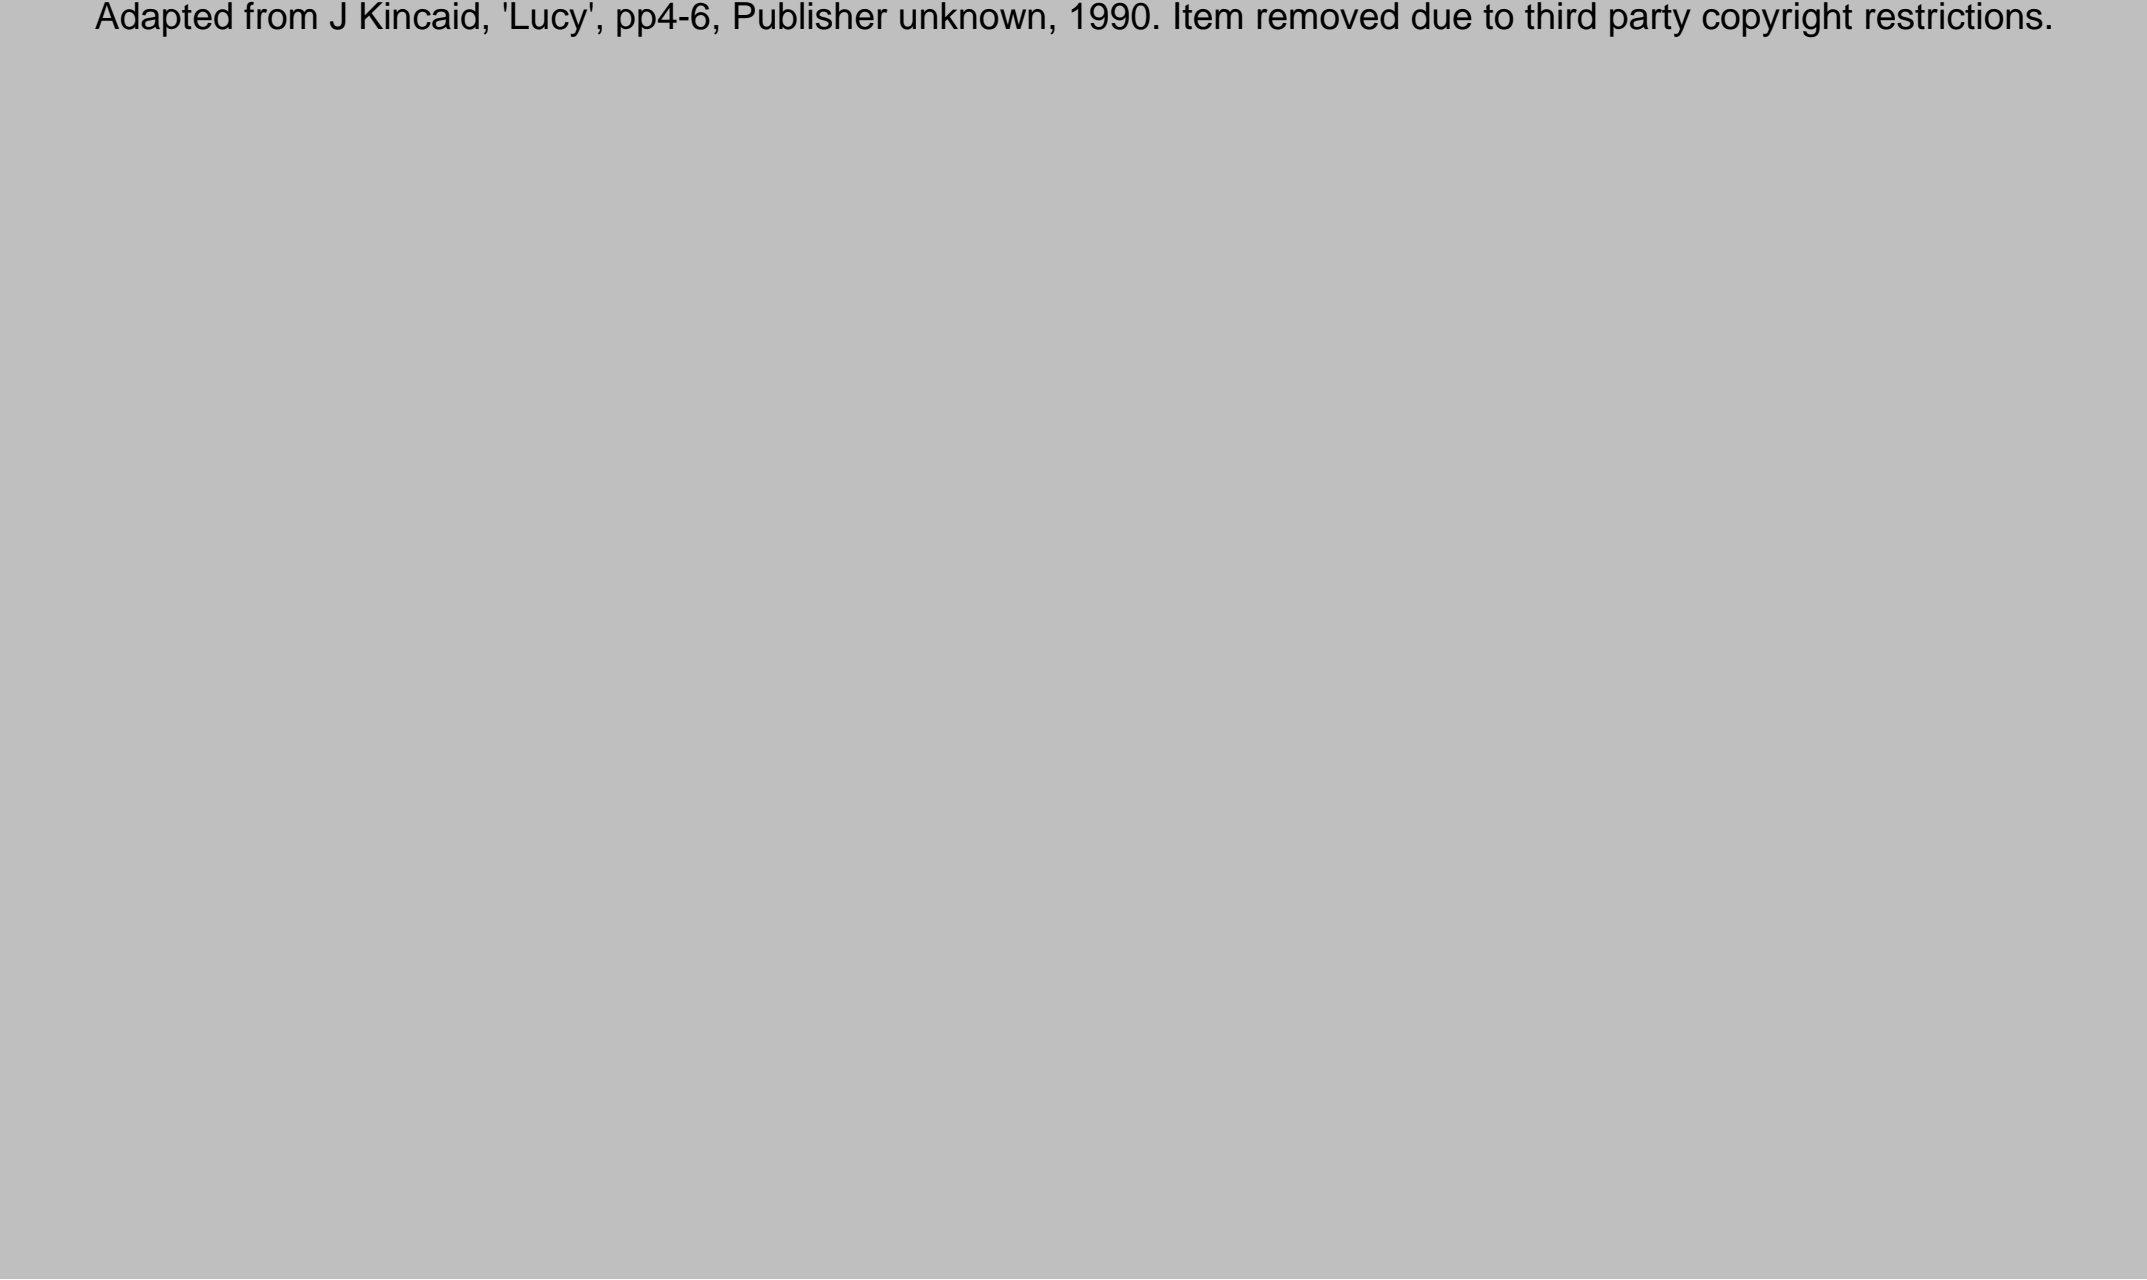 Adapted from J Kincaid, 'Lucy', pp4-6, Publisher unknown, 1990. Item removed due to third party copyright restrictions.